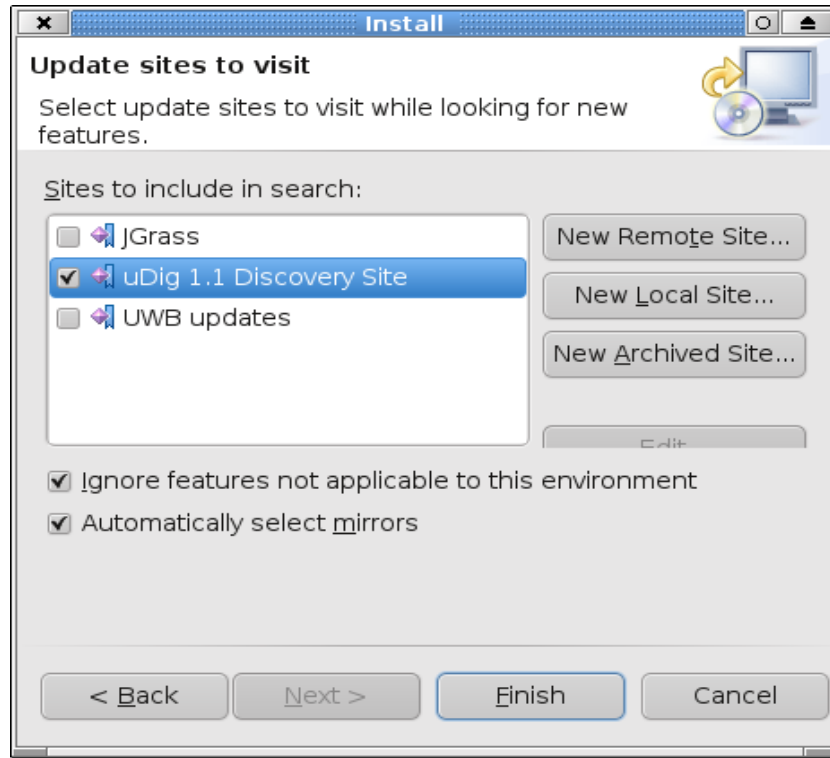 Install
Update sites to visit
Select update sites to visit while looking for new
features.
Sites to include in search:
JGrass
uDig 1.1 Discovery Site
UWB updates
New Remote Site...
New Local Site...
New Archived Site...
Edit
Ignore features not applicable to this environment
Automatically select mirrors
< Back
Next >
Finish
Cancel